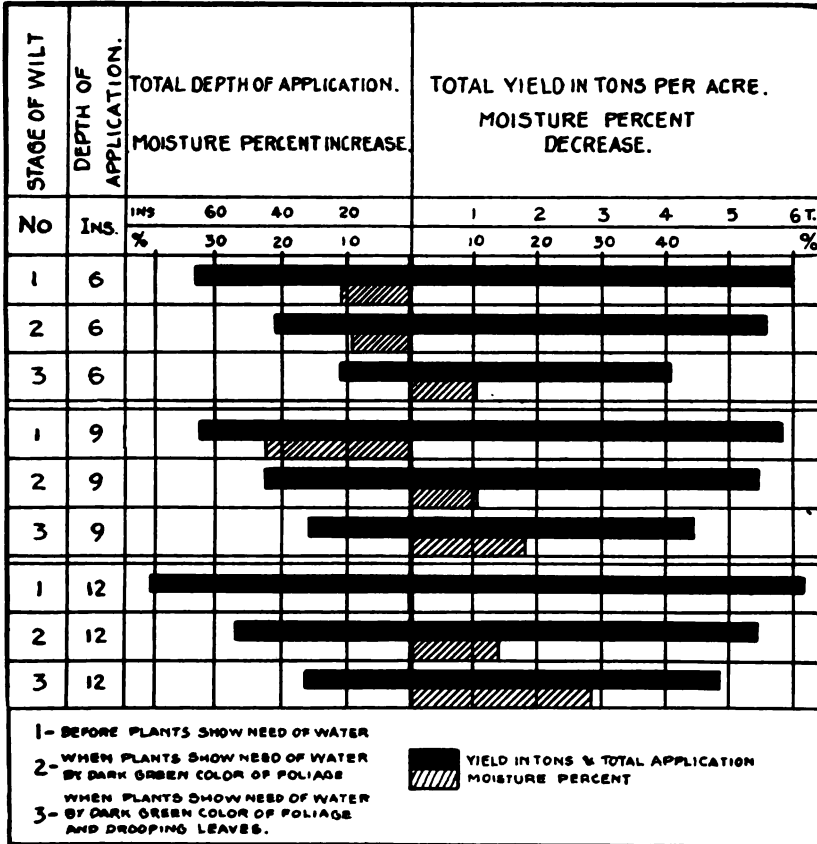 STAGE OF WILT
DEPTH OF
APPLICATION.
TOTAL DEPTH OF APPLICATION.
MOISTURE PERCENT INCREASE.
TOTAL YIELD IN TONS PER ACRE.
MOISTURE PERCENT
DECREASE.
No INS. INS 60 40 20 1 2 3 4 5 6 T.
% 30 20 10 10 20 30 40 50 %
1 6
2 6
3 6
1 9
2 9
3 9
1 12
2 12
3 12
1- BEFORE PLANTS SHOW NEED OF WATER
2- WHEN PLANTS SHOW NEED OF WATER
BY DARK GREEN COLOR OF FOLIAGE
3- WHEN PLANTS SHOW NEED OF WATER
BY DARK GREEN COLOR OF FOLIAGE
AND DROOPING LEAVES.
YIELD IN TONS & TOTAL APPLICATION
MOISTURE PERCENT